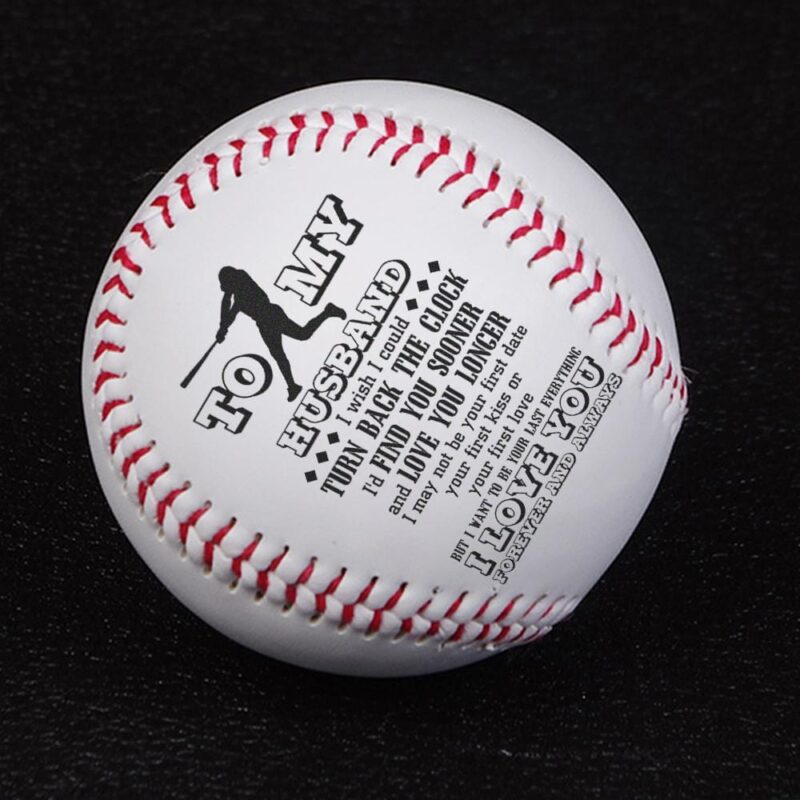 TO MY
HUSBAND
I wish I could
TURN BACK THE CLOCK
I'd FIND YOU SOONER
and LOVE YOU LONGER
I may not be your first date
your first kiss or
your first love
BUT I WANT TO BE YOUR LAST EVERYTHING
I LOVE YOU
FOREVER AND ALWAYS